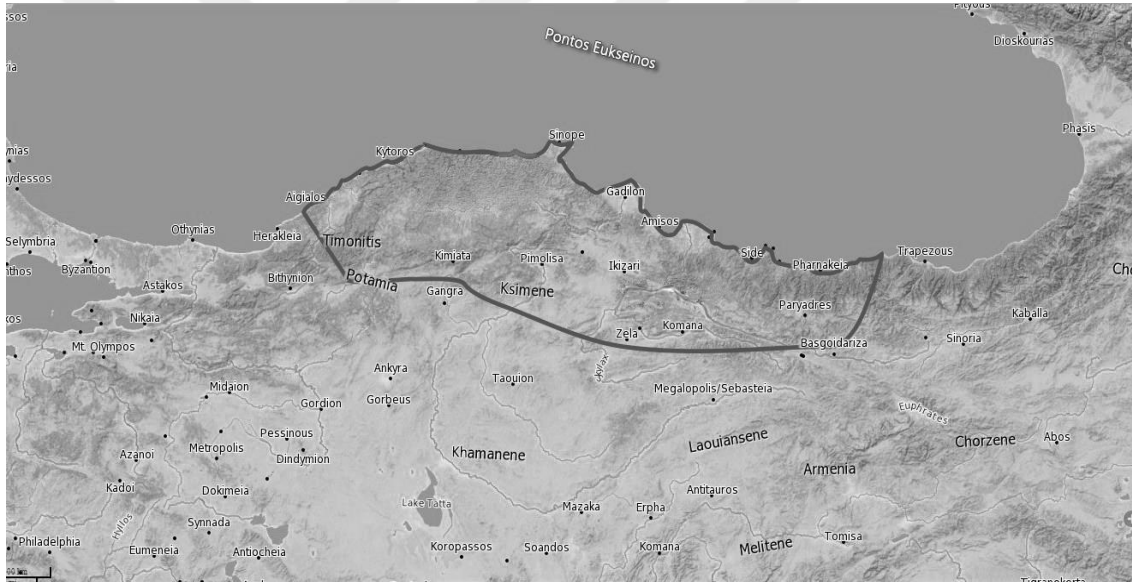 Pityous
Dioskourias
Pontos Eukseinos
Phasis
Sinope
Kytoros
Aigialos
Gadilon
Amisos
Othynias
Herakleia
Timonitis
Selymbria
Byzantion
Side
Trapezous
Pharnakeia
Kimiata
Pimolisa
Ikizari
Potamia
Bithynion
Astakos
Gangra
Ksimene
Paryadres
Kaballa
Nikaia
Zela
Komana
Sinoria
Basgoidariza
Mt. Olympos
Ankyra
Taouion
Skylax
Midaion
Gorbeus
Gordion
Megalopolis/Sebasteia
Euphrates
Pessinous
Metropolis
Dindymion
Azanoi
Khamanene
Laouiansene
Chorzene
Abos
Armenia
Kadoi
Dokimeia
Lake Tatta
Antitauros
Mazaka
Erpha
Hyllos
Synnada
Philadelphia
Eumeneia
Antiocheia
Koropassos
Soandos
Komana
Melitene
Tomisa
Tigranokerta